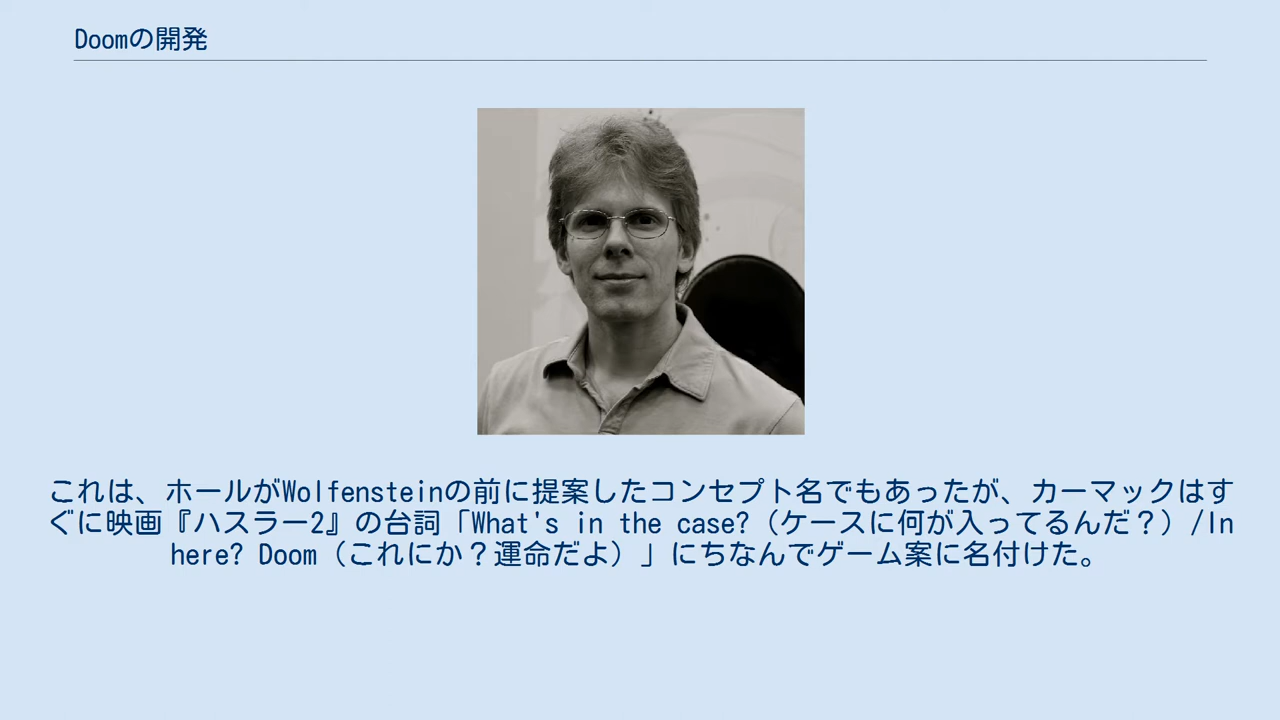 Doomの開発
これは、ホールがWolfensteinの前に提案したコンセプト名でもあったが、カーマックはす
ぐに映画『ハスラー2』の台詞「What's in the case?（ケースに何が入ってるんだ？）/In
here? Doom（これにか？運命だよ）」にちなんでゲーム案に名付けた。